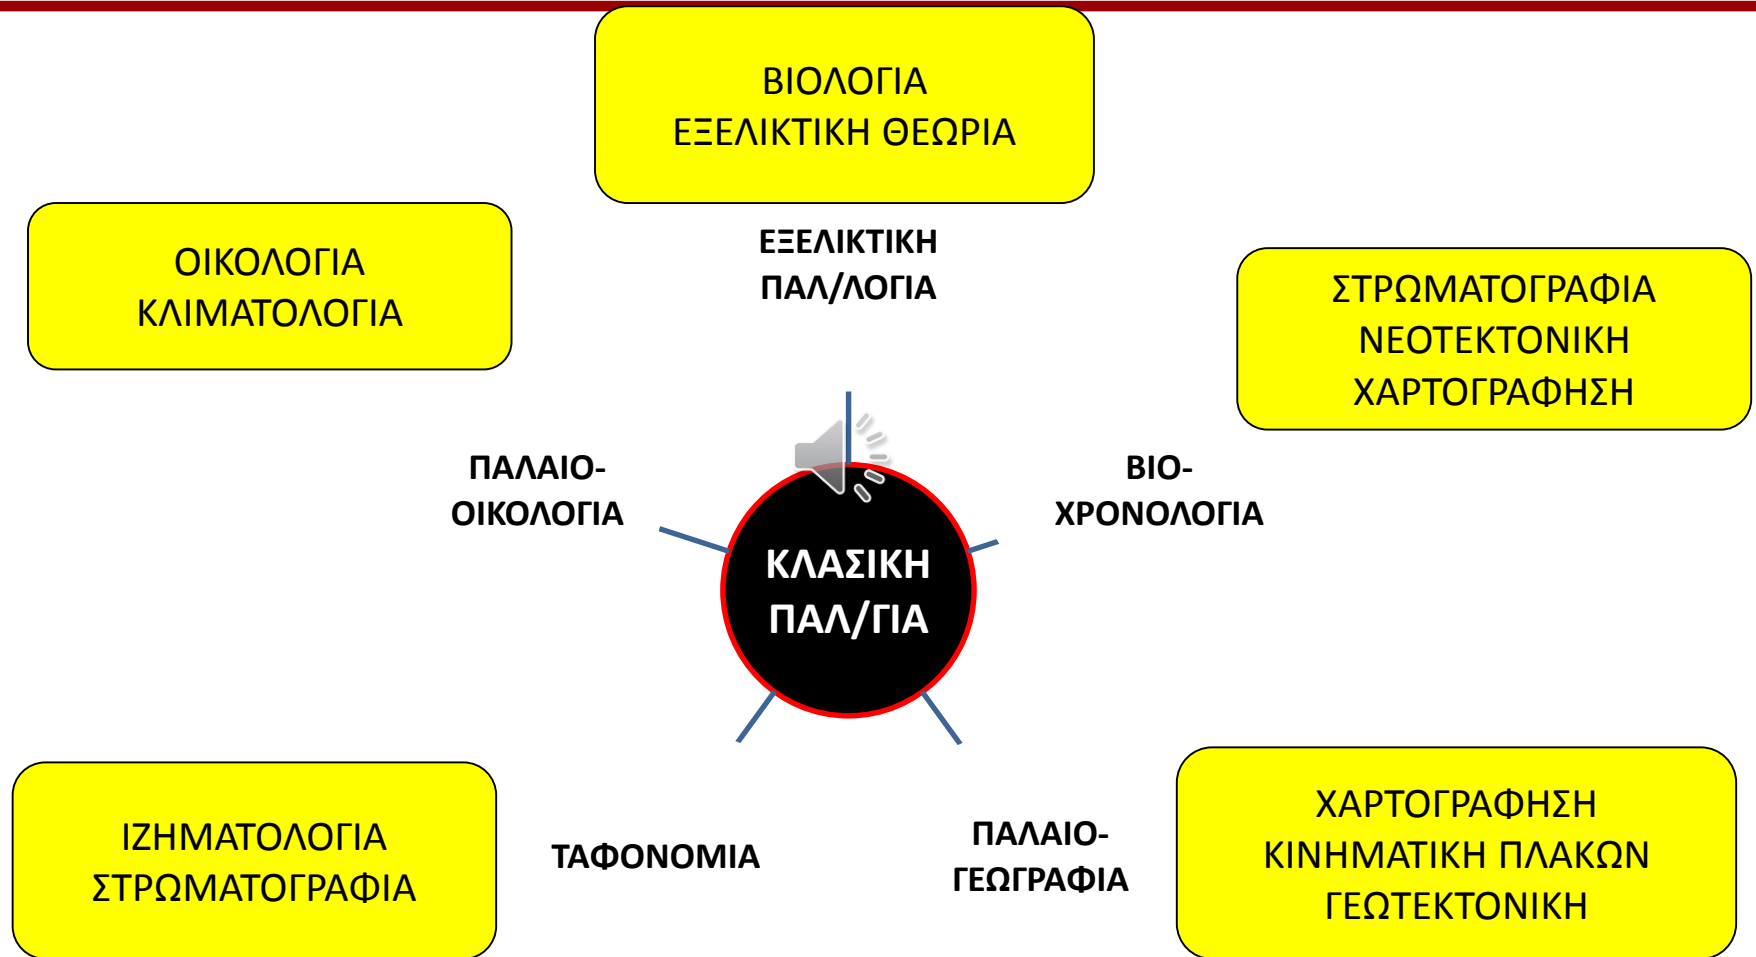 ΒΙΟΛΟΓΙΑ
ΕΞΕΛΙΚΤΙΚΗ ΘΕΩΡΙΑ
ΟΙΚΟΛΟΓΙΑ
ΚΛΙΜΑΤΟΛΟΓΙΑ
ΕΞΕΛΙΚΤΙΚΗ
ΠΑΛ/ΛΟΓΙΑ
ΣΤΡΩΜΑΤΟΓΡΑΦΙΑ
ΝΕΟΤΕΚΤΟΝΙΚΗ
ΧΑΡΤΟΓΡΑΦΗΣΗ
ΠΑΛΑΙΟ-
ΟΙΚΟΛΟΓΙΑ
ΒΙΟ-
ΧΡΟΝΟΛΟΓΙΑ
ΚΛΑΣΙΚΗ
ΠΑΛ/ΓΙΑ
ΙΖΗΜΑΤΟΛΟΓΙΑ
ΣΤΡΩΜΑΤΟΓΡΑΦΙΑ
ΤΑΦΟΝΟΜΙΑ
ΠΑΛΑΙΟ-
ΓΕΩΓΡΑΦΙΑ
ΧΑΡΤΟΓΡΑΦΗΣΗ
ΚΙΝΗΜΑΤΙΚΗ ΠΛΑΚΩΝ
ΓΕΩΤΕΚΤΟΝΙΚΗ